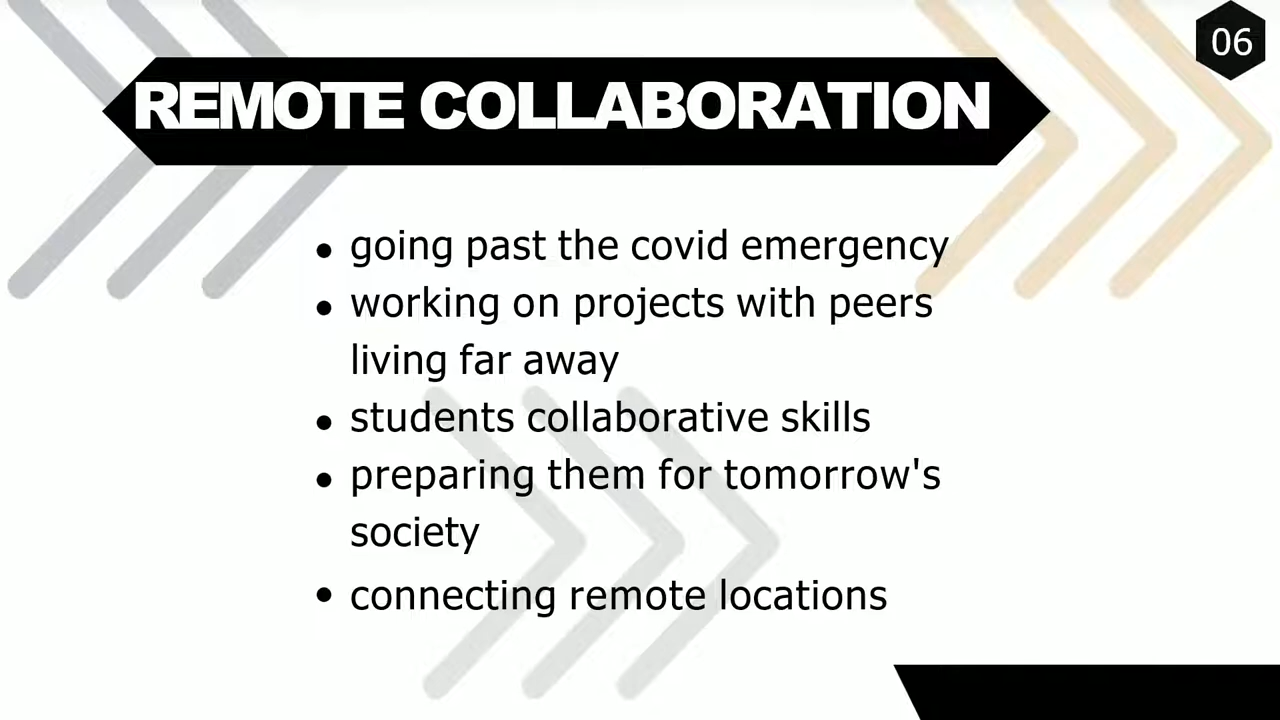 06
REMOTE COLLABORATION
• going past the covid emergency
• working on projects with peers
living far away
• students collaborative skills
• preparing them for tomorrow's
society
• connecting remote locations